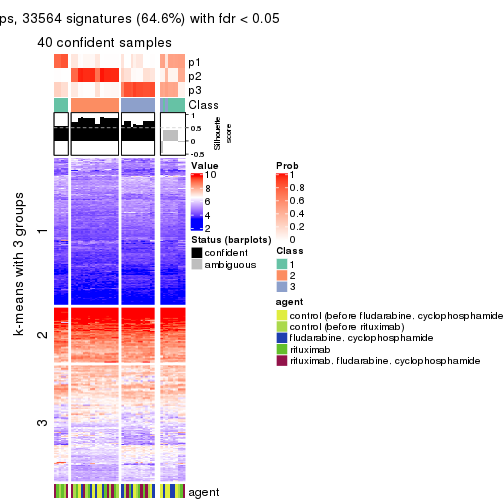 ps, 33564 signatures (64.6%) with fdr < 0.05
40 confident samples
p1
p2
p3
Class
1
0.5
0
-0.5
Silhouette
score
k-means with 3 groups
1
2
3
agent
Value
10
8
6
4
2
Status (barplots)
confident
ambiguous
Prob
1
0.8
0.6
0.4
0.2
0
Class
1
2
3
agent
control (before fludarabine. cyclophosphamide
control (before rituximab)
fludarabine. cyclophosphamide
rituximab
rituximab. fludarabine. cyclophosphamide